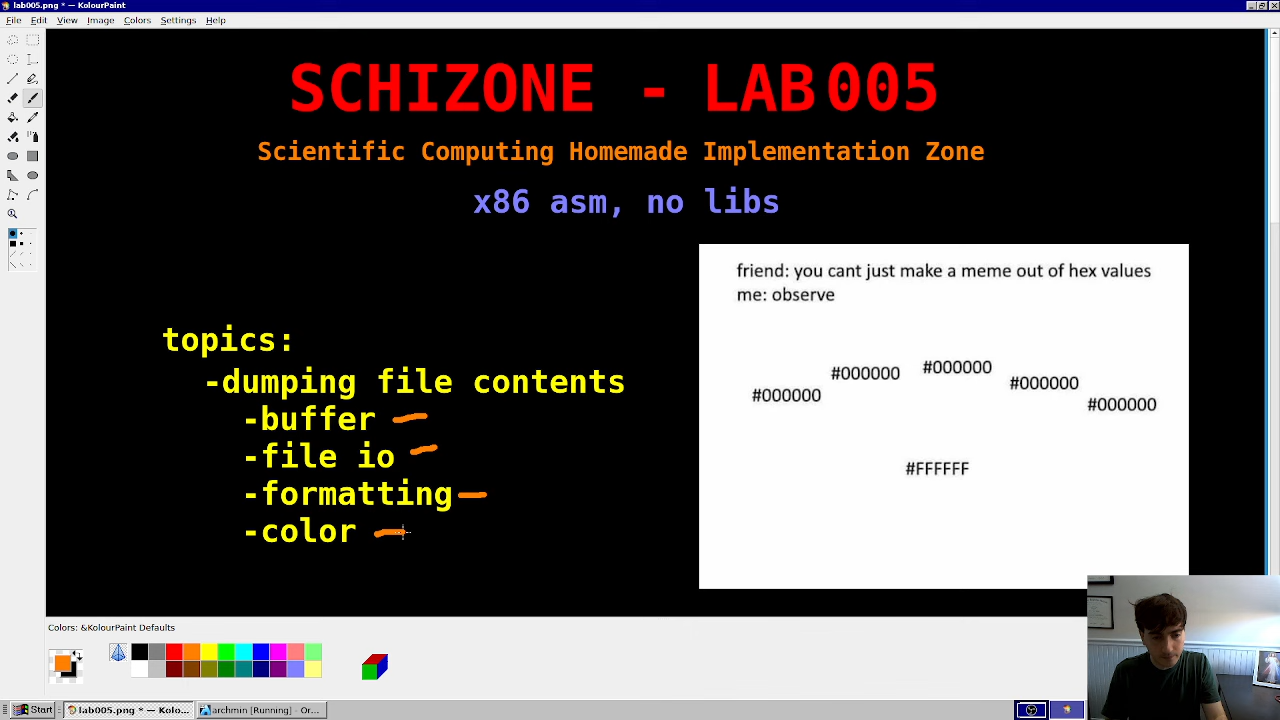 lab005.png * — KolourPaint
File Edit View Image Colors Settings Help
SCHIZONE - LAB005
Scientific Computing Homemade Implementation Zone
x86 asm, no libs
friend: you cant just make a meme out of hex values
me: observe
#000000 #000000 #000000 #000000 #000000
#FFFFFF
topics:
-dumping file contents
-buffer
-file io
-formatting
-color
Colors: &KolourPaint Defaults
Start lab005.png * — Kolo... archmin [Running] - Or...